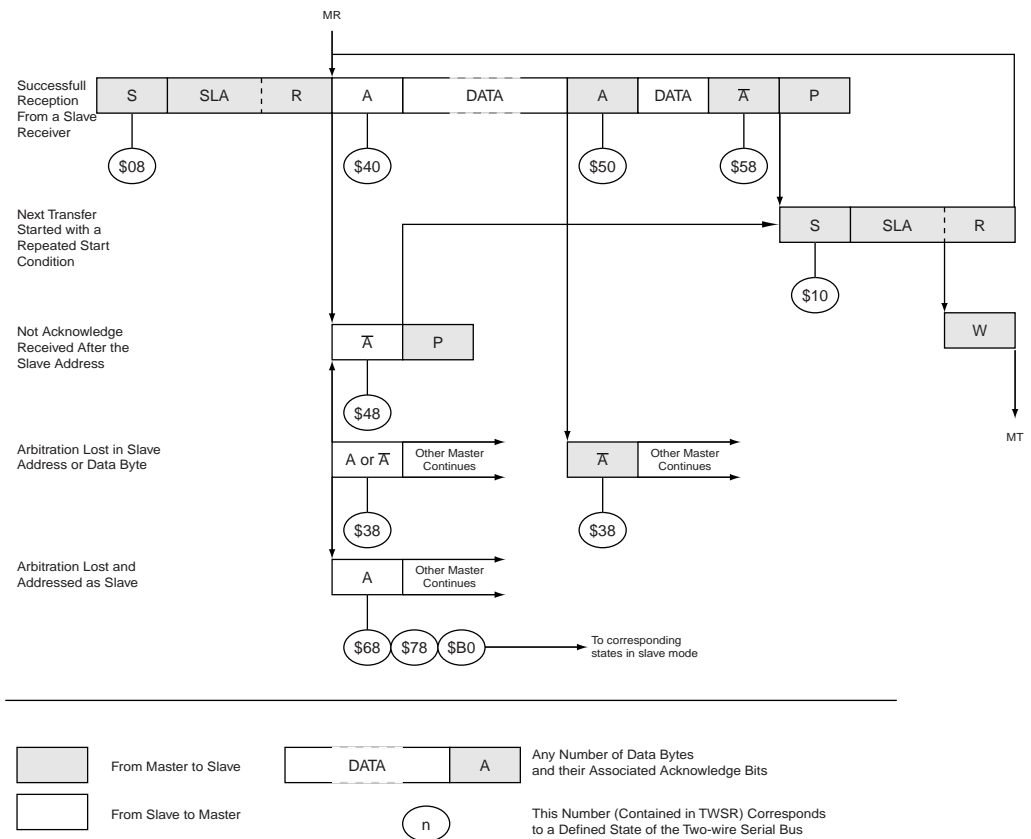 MR
Successfull
Reception
From a Slave
Receiver
S SLA R A DATA A DATA A̅ P
$08 $40 $50 $58
Next Transfer
Started with a
Repeated Start
Condition
S SLA R
$10
Not Acknowledge
Received After the
Slave Address
A̅ P
W
$48
MT
Arbitration Lost in Slave
Address or Data Byte
A or A̅ Other Master
Continues
A̅ Other Master
Continues
$38 $38
Arbitration Lost and
Addressed as Slave
A Other Master
Continues
$68 $78 $B0
To corresponding
states in slave mode
From Master to Slave
DATA A
Any Number of Data Bytes
and their Associated Acknowledge Bits
From Slave to Master
n
This Number (Contained in TWSR) Corresponds
to a Defined State of the Two-wire Serial Bus